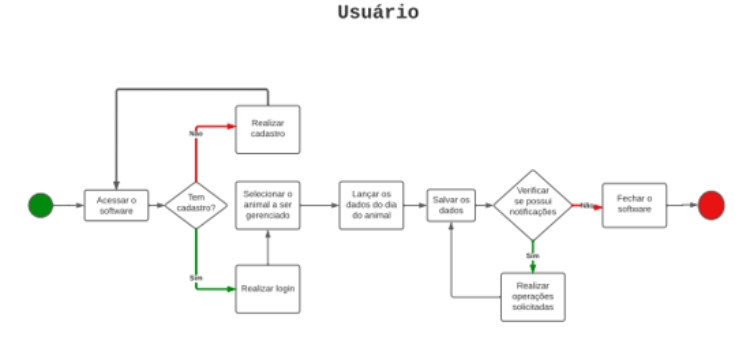 Usuário
Realizar
cadastro
Não
Acessar o
software
Tem
cadastro?
Selecionar o
animal a ser
gerenciado
Lançar os
dados do dia
do animal
Salvar os
dados
Verificar
se possui
notificações
Não
Fechar o
software
Sim
Realizar login
Sim
Realizar
operações
solicitadas